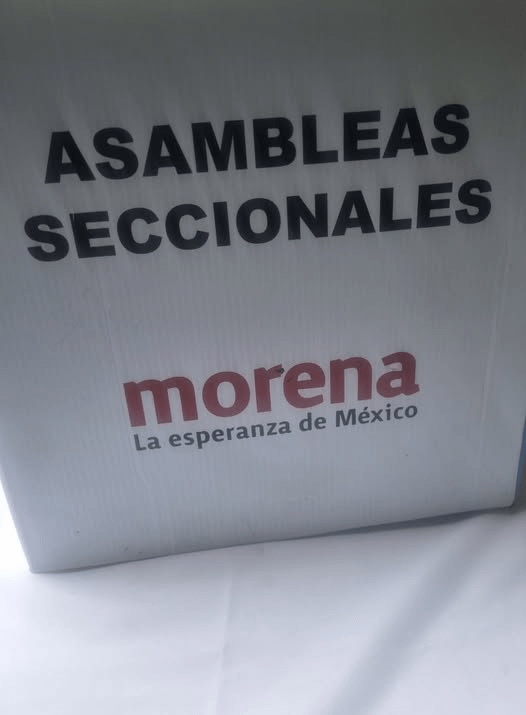 ASAMBLEAS
SECCIONALES
morena
La esperanza de México